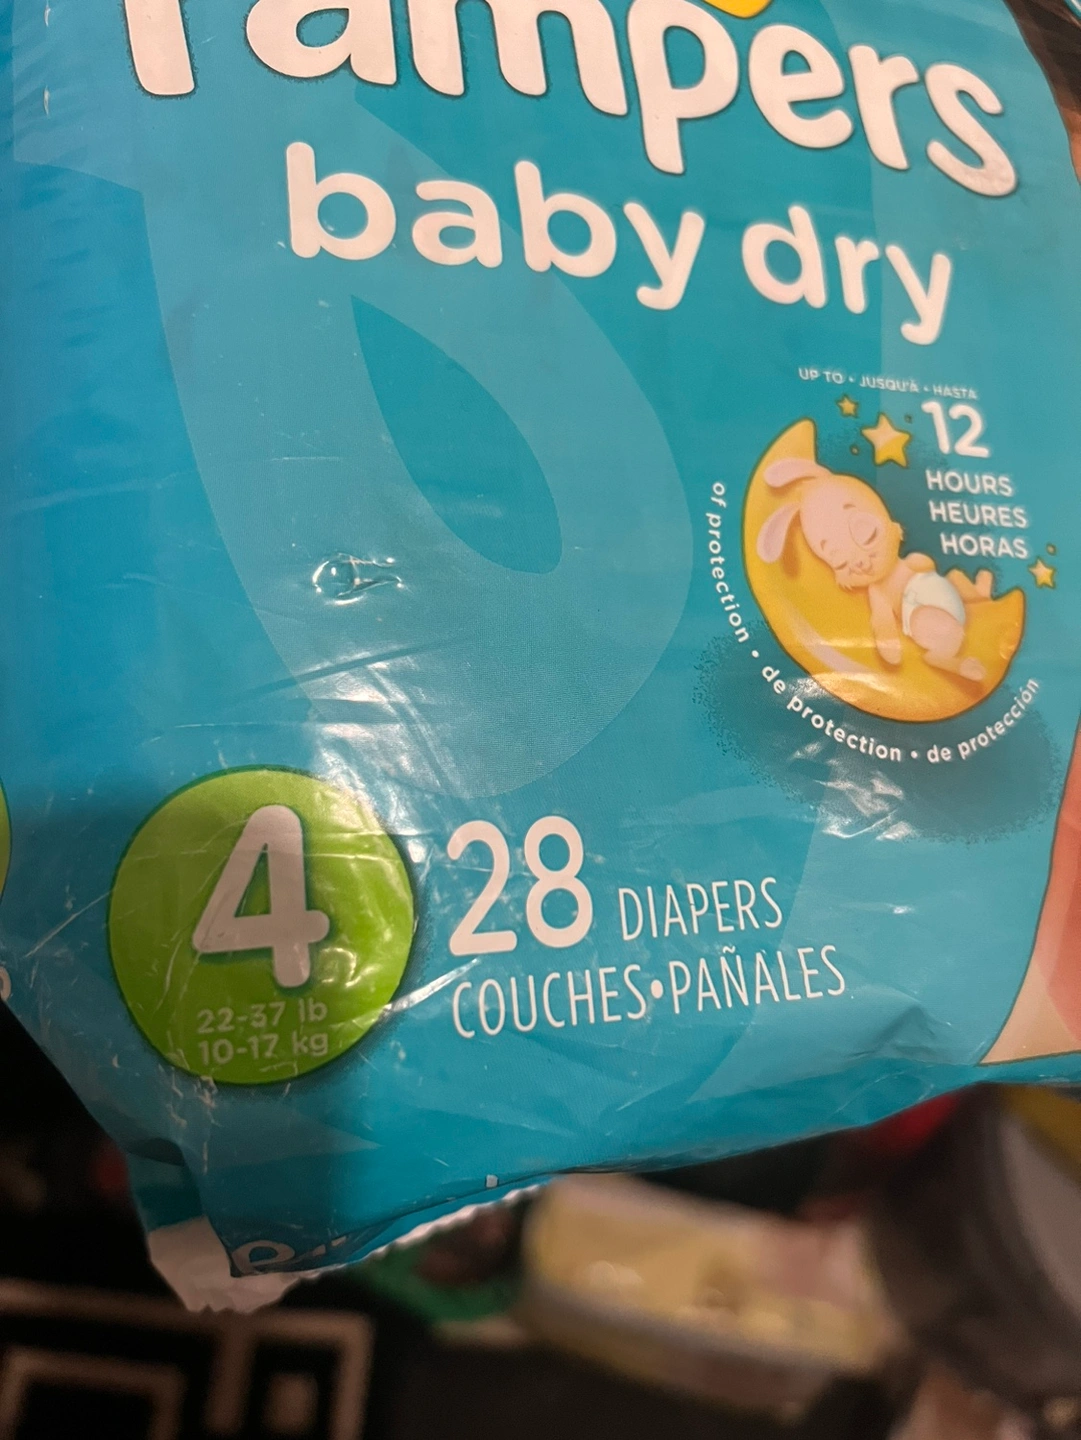 Pampers
baby dry
UP TO • JUSQU'À • HASTA
12
HOURS
HEURES
HORAS
of protection • de protection • de protección
4
22-37 lb
10-17 kg
28 DIAPERS
COUCHES•PAÑALES